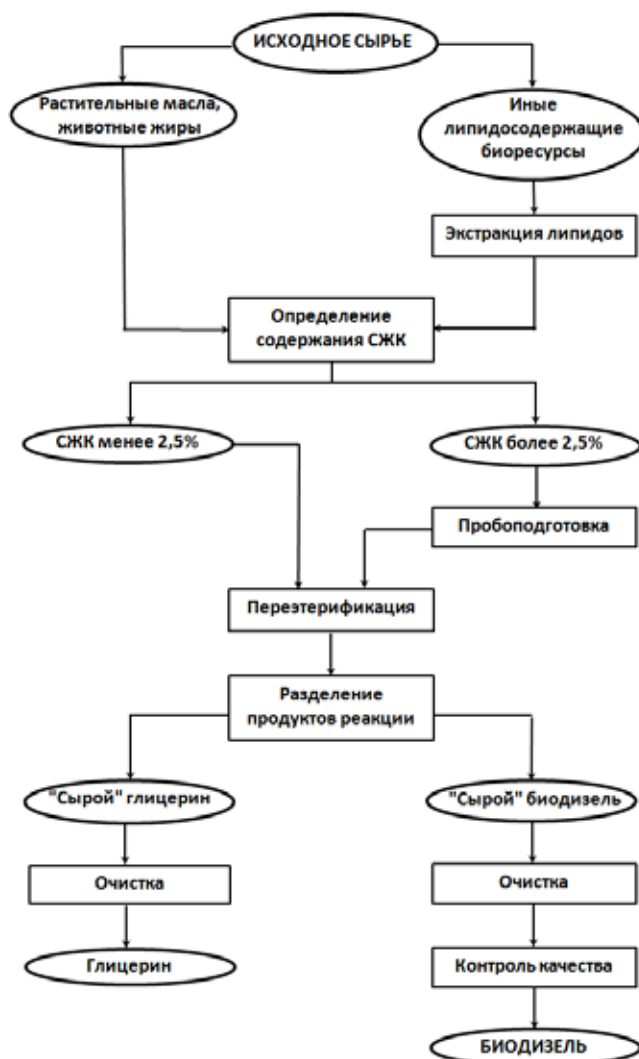 ИСХОДНОЕ СЫРЬЕ
Растительные масла,
животные жиры
Иные
липидосодержащие
биоресурсы
Экстракция липидов
Определение
содержания СЖК
СЖК менее 2,5%
СЖК более 2,5%
Пробоподготовка
Переэтерификация
Разделение
продуктов реакции
"Сырой" глицерин
"Сырой" биодизель
Очистка
Очистка
Глицерин
Контроль качества
БИОДИЗЕЛЬ